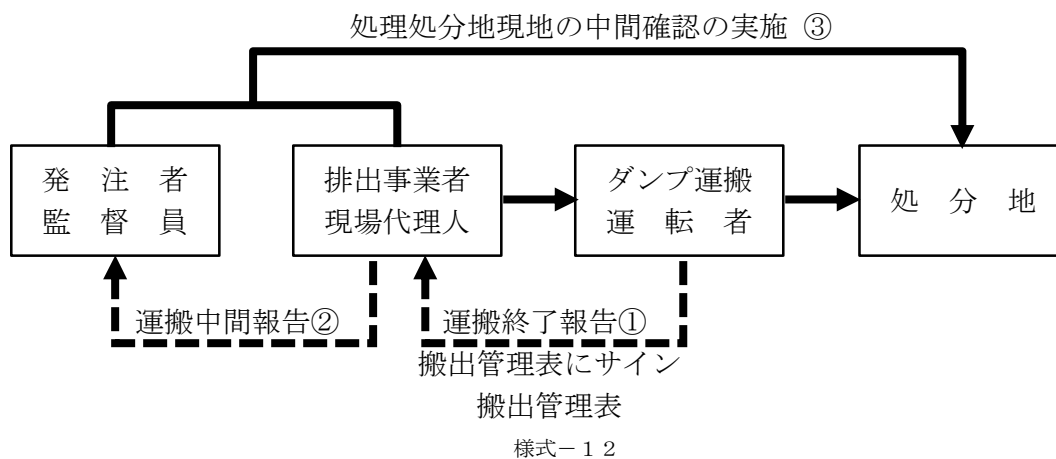 処理処分地現地の中間確認の実施 ③
発 注 者
監 督 員
排出事業者
現場代理人
ダンプ運搬
運 転 者
処 分 地
運搬中間報告②
運搬終了報告①
搬出管理表にサイン
搬出管理表
様式－１２